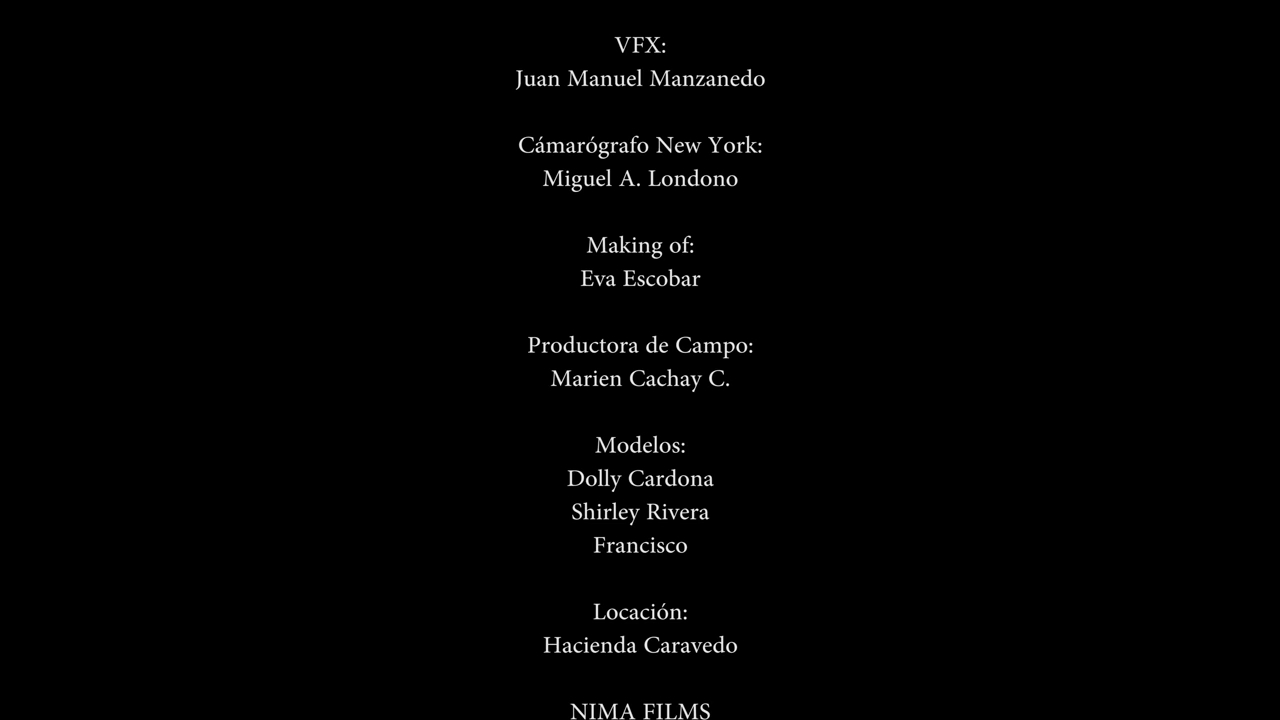 VFX:
Juan Manuel Manzanedo
Cámarógrafo New York:
Miguel A. Londono
Making of:
Eva Escobar
Productora de Campo:
Marien Cachay C.
Modelos:
Dolly Cardona
Shirley Rivera
Francisco
Locación:
Hacienda Caravedo
NIMA FILMS